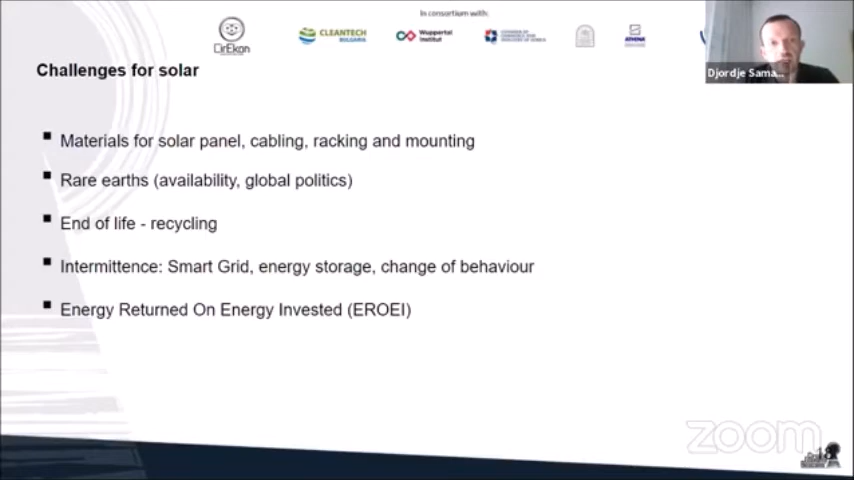 In consortium with:
CirEkon
CLEANTECH
BULGARIA
Wuppertal
Institut
ATHENA
Djordje Sama...
Challenges for solar
Materials for solar panel, cabling, racking and mounting
Rare earths (availability, global politics)
End of life - recycling
Intermittence: Smart Grid, energy storage, change of behaviour
Energy Returned On Energy Invested (EROEI)
zoom